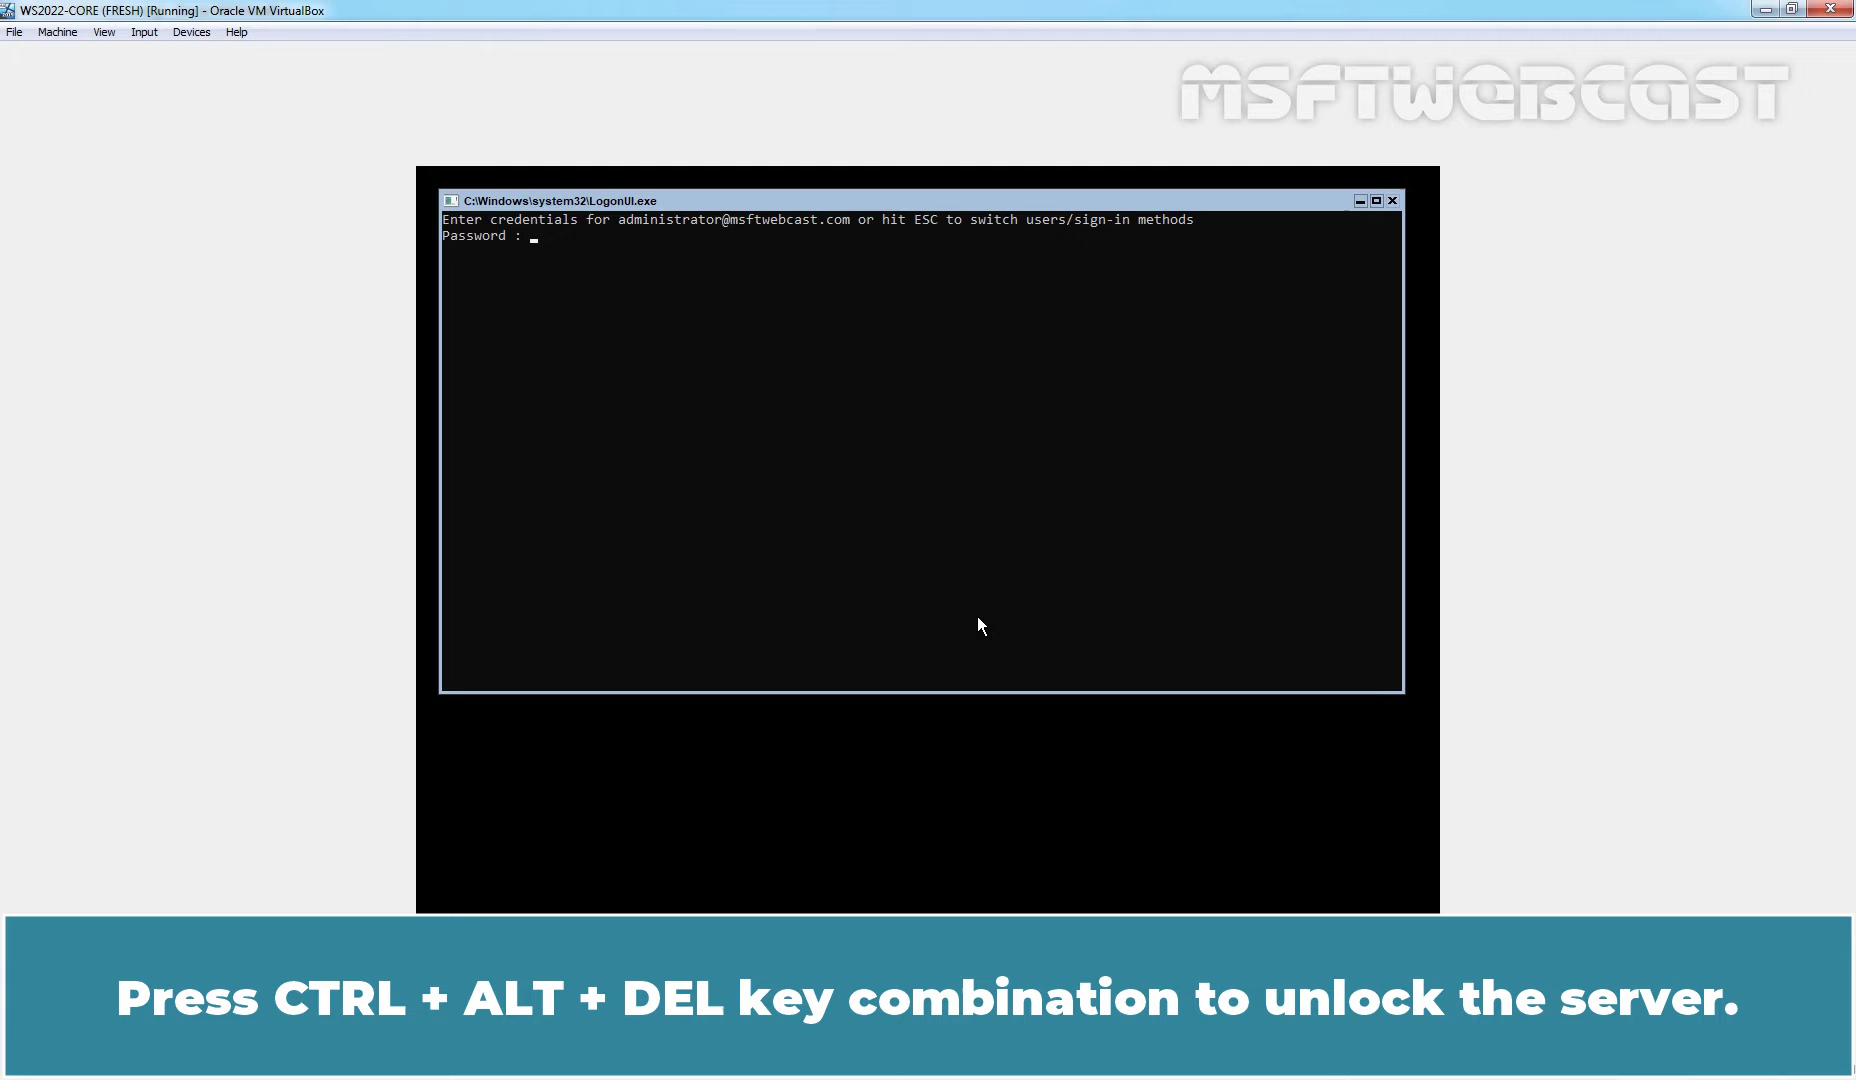 WS2022-CORE (FRESH) [Running] - Oracle VM VirtualBox
File Machine View Input Devices Help
MSFTWEBCAST
C:\Windows\system32\LogonUI.exe
Enter credentials for administrator@msftwebcast.com or hit ESC to switch users/sign-in methods
Password :
Press CTRL + ALT + DEL key combination to unlock the server.